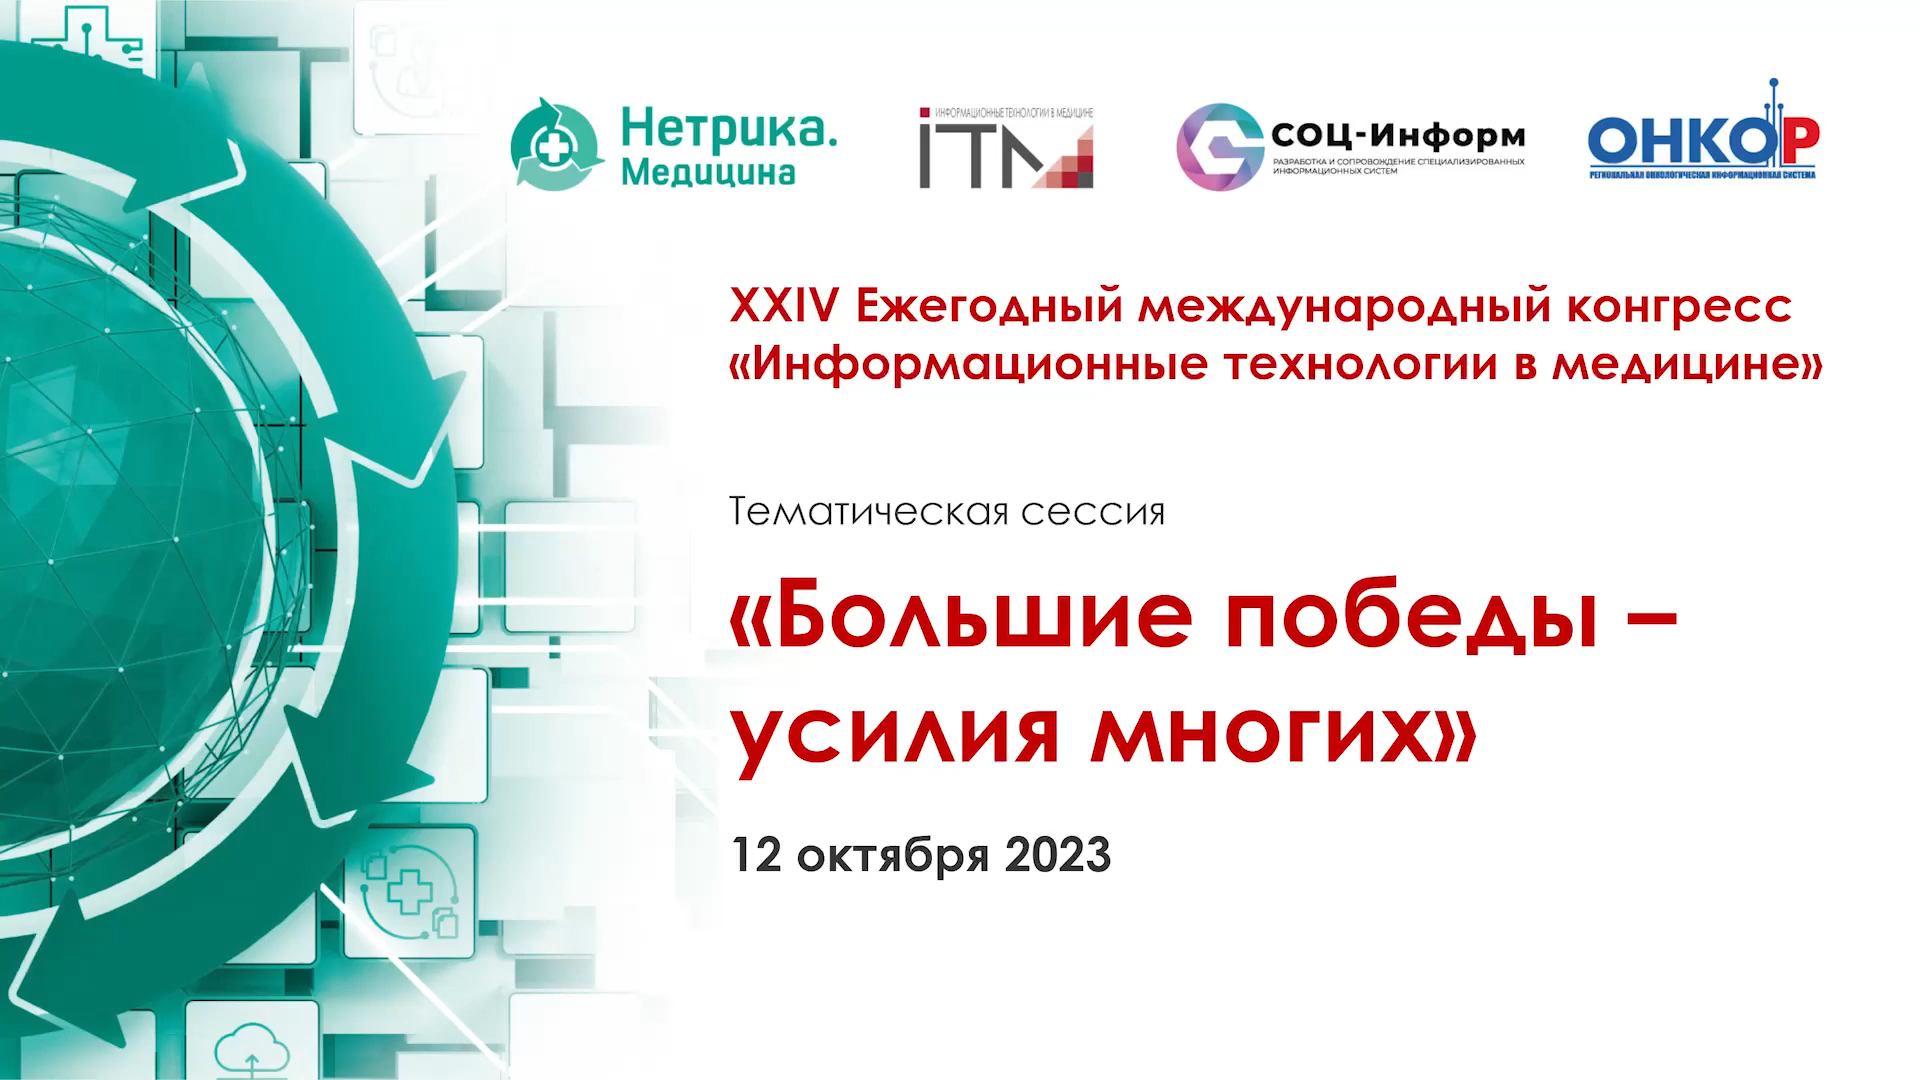 Нетрика.
Медицина
ИНФОРМАЦИОННЫЕ ТЕХНОЛОГИИ В МЕДИЦИНЕ
iTM
СОЦ-Информ
РАЗРАБОТКА И СОПРОВОЖДЕНИЕ СПЕЦИАЛИЗИРОВАННЫХ
ИНФОРМАЦИОННЫХ СИСТЕМ
ОНКОР
РЕГИОНАЛЬНАЯ ОНКОЛОГИЧЕСКАЯ ИНФОРМАЦИОННАЯ СИСТЕМА
XXIV Ежегодный международный конгресс
«Информационные технологии в медицине»
Тематическая сессия
«Большие победы –
усилия многих»
12 октября 2023